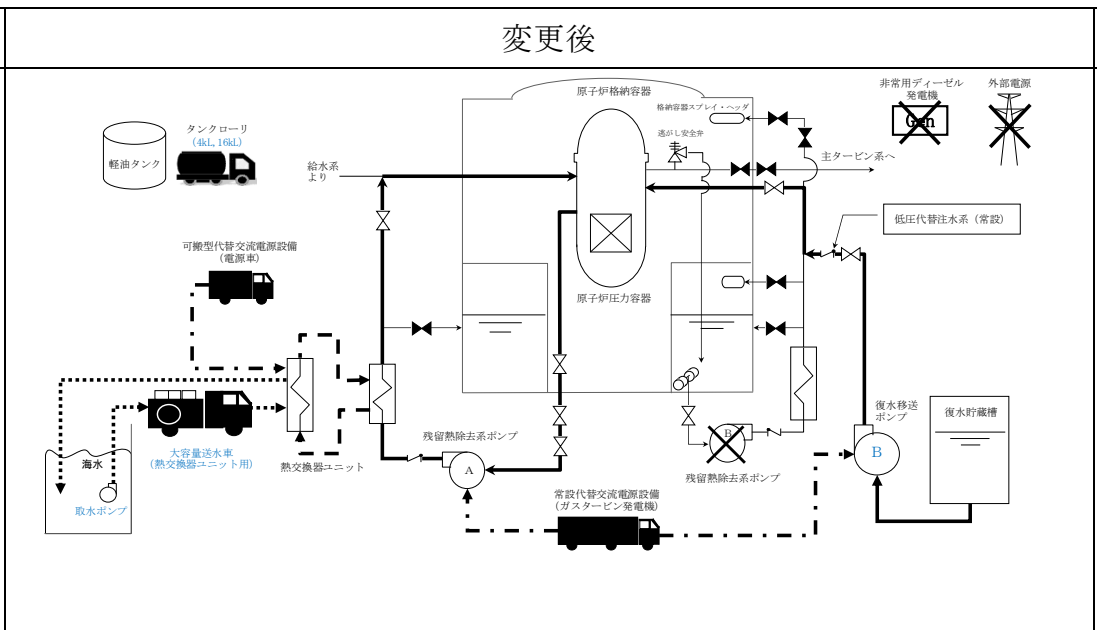 変更後
原子炉格納容器
格納容器スプレイ・ヘッダ
逃がし安全弁
非常用ディーゼル
発電機
Gen
外部電源
タンクローリ
(4kL, 16kL)
軽油タンク
給水系
より
主タービン系へ
低圧代替注水系（常設）
可搬型代替交流電源設備
（電源車）
原子炉圧力容器
復水移送
ポンプ
復水貯蔵槽
B
大容量送水車
（熱交換器ユニット用）
海水
取水ポンプ
熱交換器ユニット
残留熱除去系ポンプ
A
B
残留熱除去系ポンプ
常設代替交流電源設備
（ガスタービン発電機）